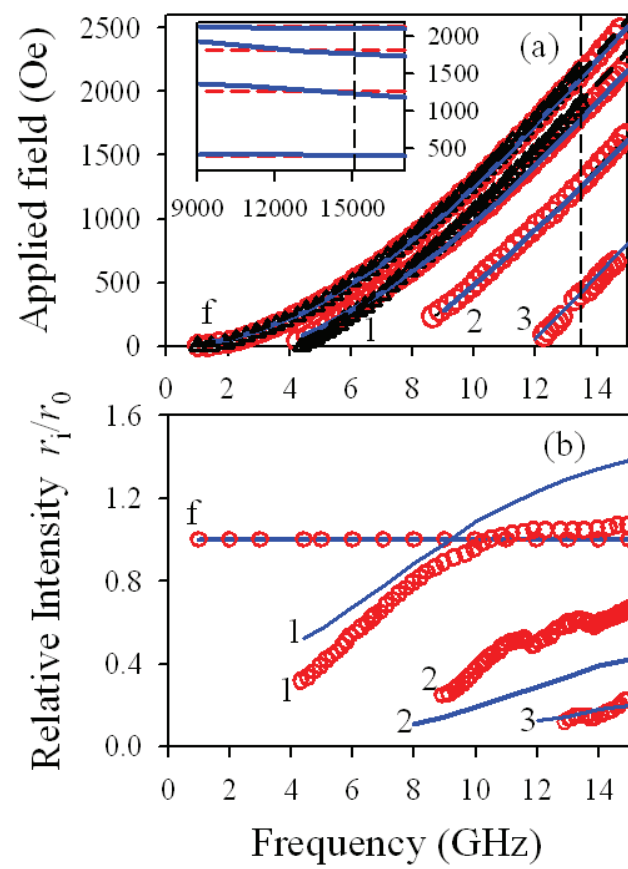 2500
2000
1500
1000
500
0
Applied field (Oe)
(a)
2000
1500
1000
500
9000 12000 15000
f 1 2 3
0 2 4 6 8 10 12 14
1.6
1.2
0.8
0.4
0.0
Relative Intensity ri/r0
(b)
f
1
1
2
2
3
0 2 4 6 8 10 12 14
Frequency (GHz)